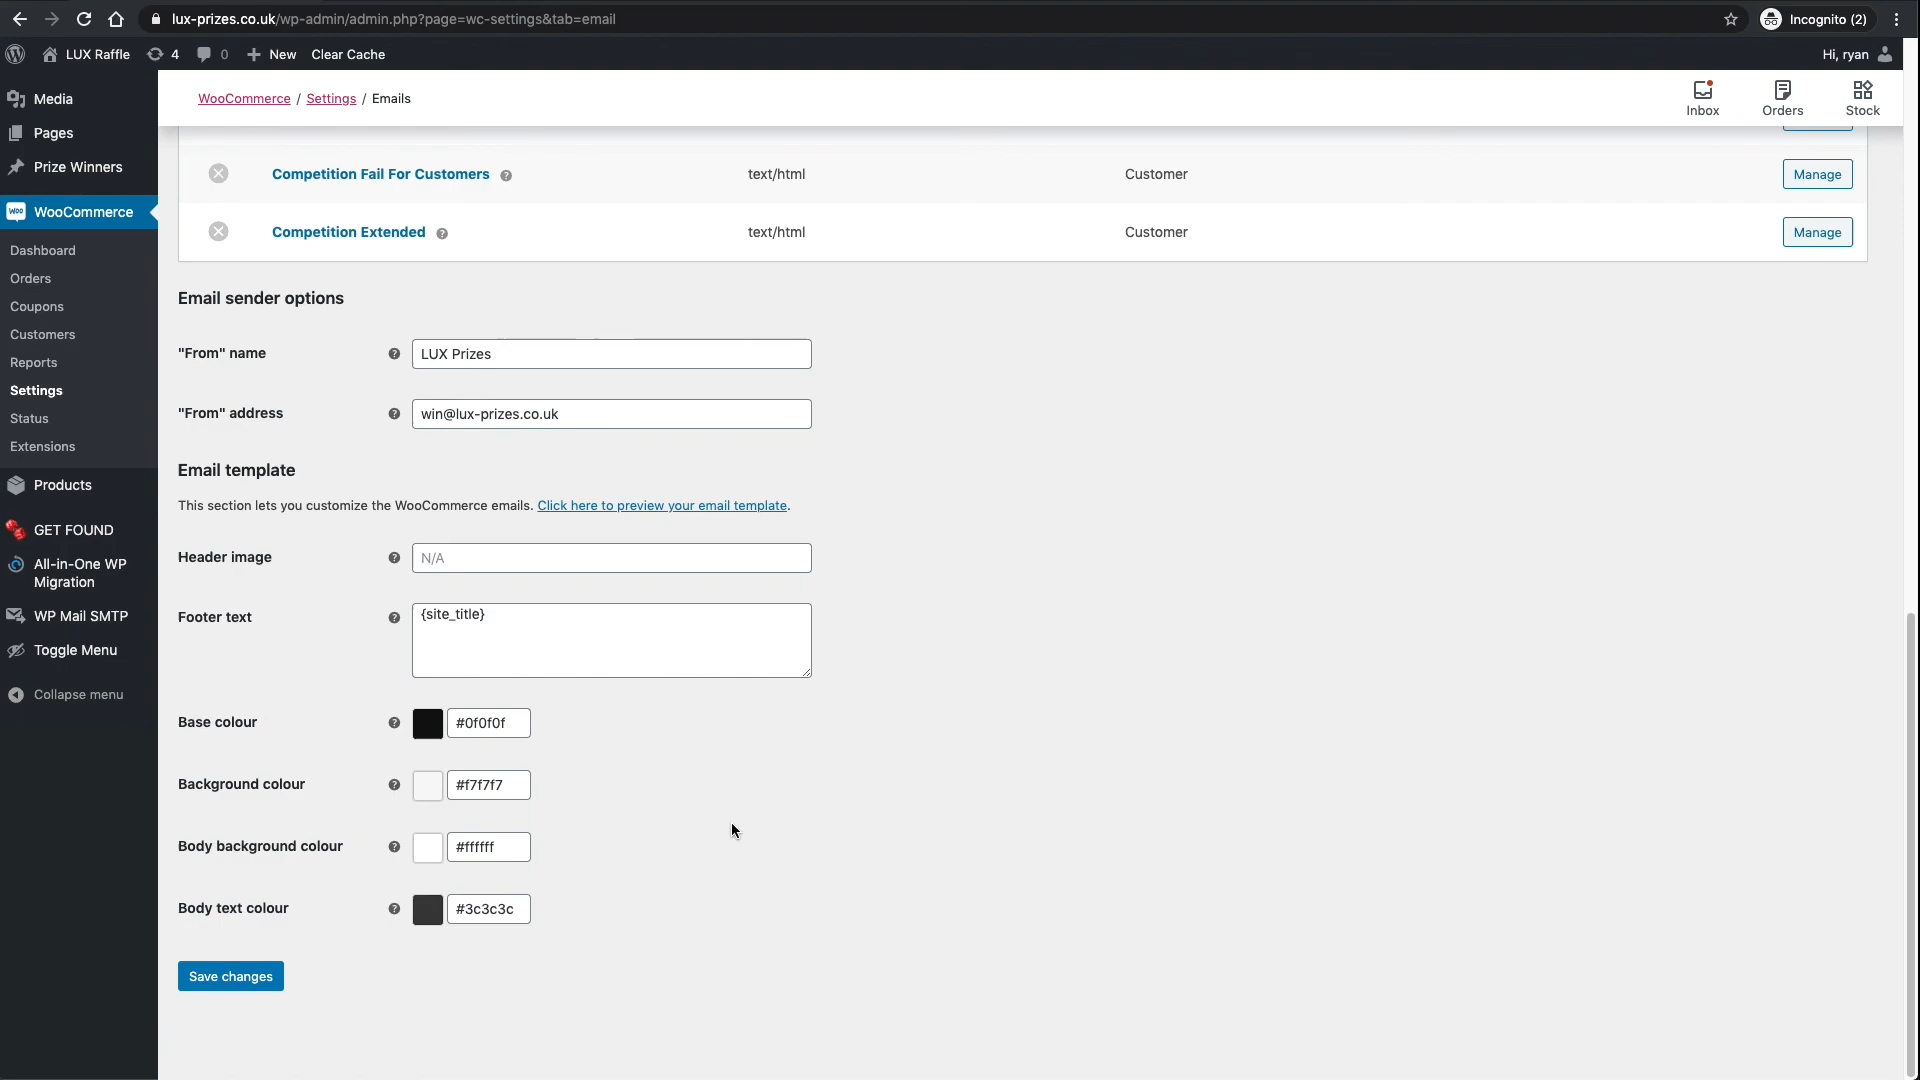 lux-prizes.co.uk/wp-admin/admin.php?page=wc-settings&tab=email
Incognito (2)
LUX Raffle
4
0
New
Clear Cache
Hi, ryan
Media
Pages
Prize Winners
WooCommerce
Dashboard
Orders
Coupons
Customers
Reports
Settings
Status
Extensions
Products
GET FOUND
All-in-One WP
Migration
WP Mail SMTP
Toggle Menu
Collapse menu
WooCommerce / Settings / Emails
Inbox
Orders
Stock
Competition Fail For Customers ? text/html Customer Manage
Competition Extended ? text/html Customer Manage
Email sender options
"From" name ? LUX Prizes
"From" address ? win@lux-prizes.co.uk
Email template
This section lets you customize the WooCommerce emails. Click here to preview your email template.
Header image ? N/A
Footer text ? {site_title}
Base colour ? #0f0f0f
Background colour ? #f7f7f7
Body background colour ? #ffffff
Body text colour ? #3c3c3c
Save changes